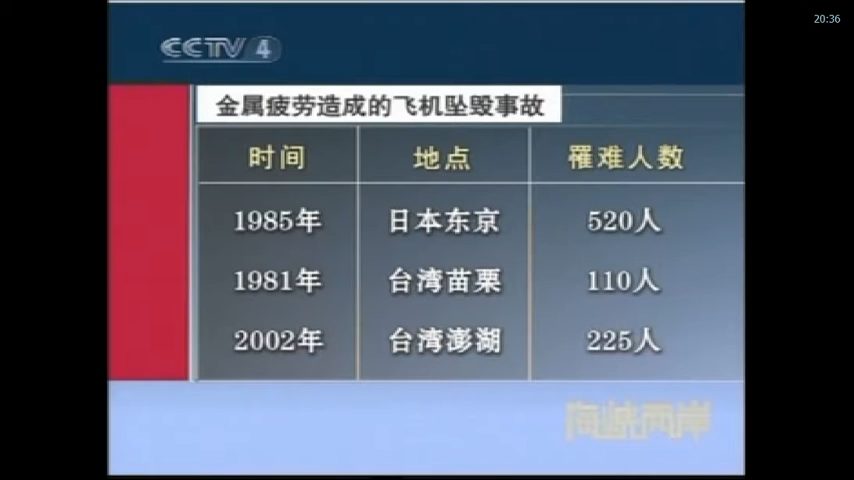 20:36
CCTV 4
金属疲劳造成的飞机坠毁事故
时间 地点 罹难人数
1985年 日本东京 520人
1981年 台湾苗栗 110人
2002年 台湾澎湖 225人
海峡两岸